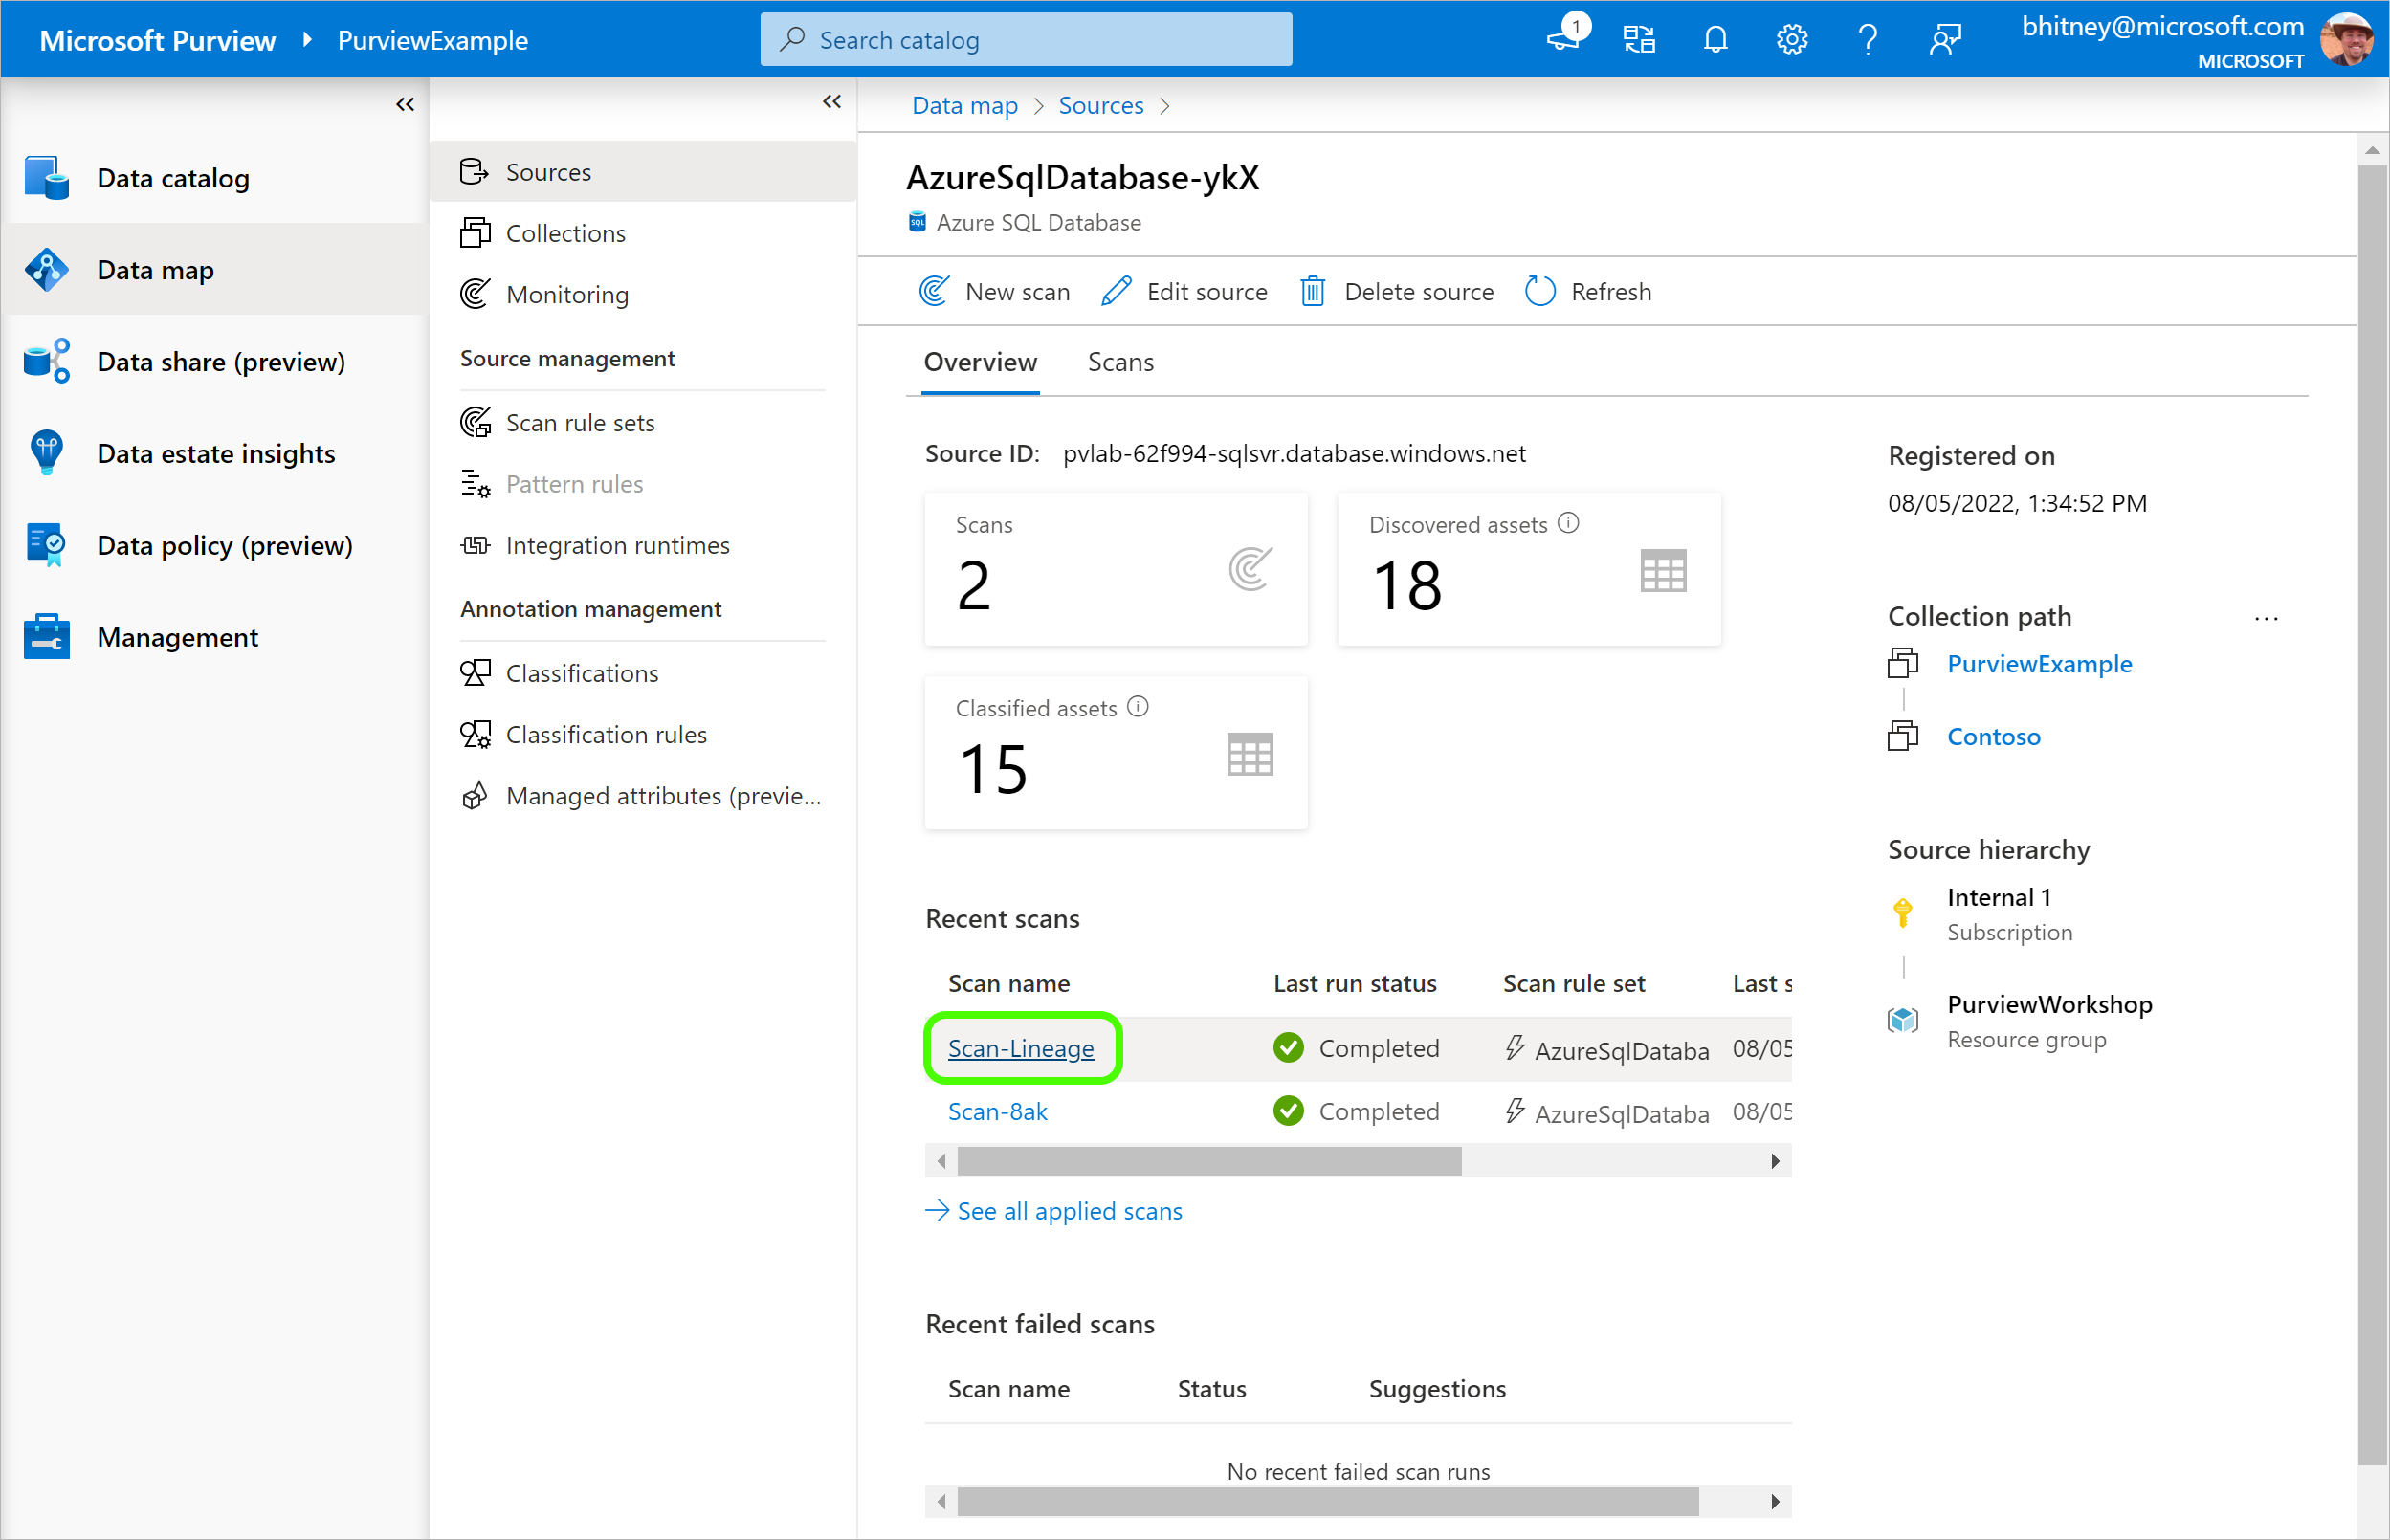 Microsoft Purview PurviewExample
Search catalog
1
bhitney@microsoft.com
MICROSOFT
Data catalog
Data map
Data share (preview)
Data estate insights
Data policy (preview)
Management
Sources
Collections
Monitoring
Source management
Scan rule sets
Pattern rules
Integration runtimes
Annotation management
Classifications
Classification rules
Managed attributes (previe...
Data map > Sources >
AzureSqlDatabase-ykX
SQL Azure SQL Database
New scan Edit source Delete source Refresh
Overview Scans
Source ID: pvlab-62f994-sqlsvr.database.windows.net
Scans
2
Discovered assets
18
Classified assets
15
Recent scans
Scan name Last run status Scan rule set Last s
Scan-Lineage Completed AzureSqlDataba 08/05
Scan-8ak Completed AzureSqlDataba 08/05
See all applied scans
Recent failed scans
Scan name Status Suggestions
No recent failed scan runs
Registered on
08/05/2022, 1:34:52 PM
Collection path ...
PurviewExample
Contoso
Source hierarchy
Internal 1
Subscription
PurviewWorkshop
Resource group